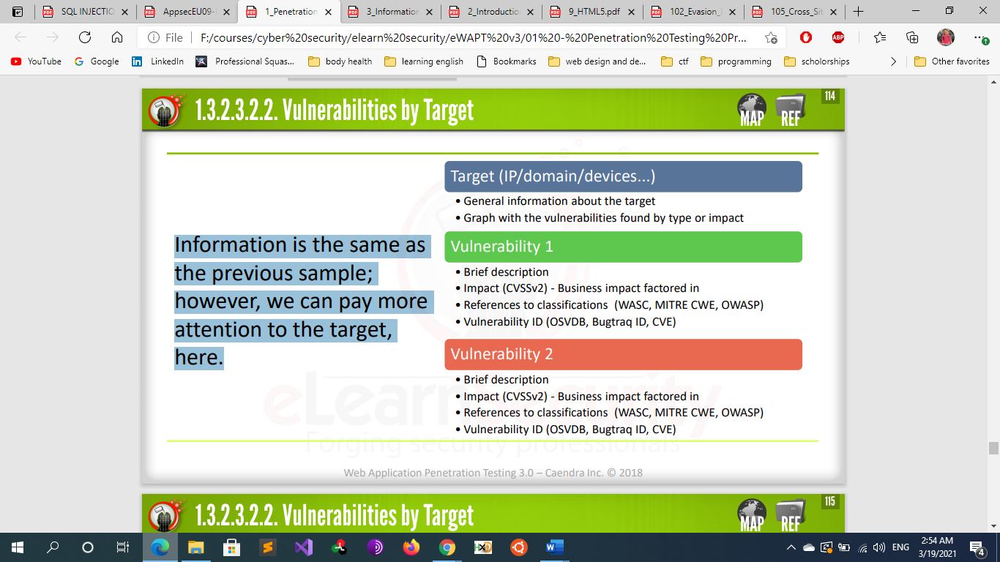 SQL INJECTIO
AppsecEU09-
1_Penetration
3_Information
2_Introductio
9_HTML5.pdf
102_Evasion_
105_Cross_Sit
File
F:/courses/cyber%20security/elearn%20security/eWAPT%20v3/01%20-%20Penetration%20Testing%20Pr...
ABP
YouTube
Google
LinkedIn
Professional Squas...
body health
learning english
Bookmarks
web design and de...
ctf
programming
scholorships
Other favorites
1.3.2.3.2.2. Vulnerabilities by Target
MAP
REF
114
Information is the same as
the previous sample;
however, we can pay more
attention to the target,
here.
Target (IP/domain/devices...)
• General information about the target
• Graph with the vulnerabilities found by type or impact
Vulnerability 1
• Brief description
• Impact (CVSSv2) - Business impact factored in
• References to classifications (WASC, MITRE CWE, OWASP)
• Vulnerability ID (OSVDB, Bugtraq ID, CVE)
Vulnerability 2
• Brief description
• Impact (CVSSv2) - Business impact factored in
• References to classifications (WASC, MITRE CWE, OWASP)
• Vulnerability ID (OSVDB, Bugtraq ID, CVE)
eLearnSecurity
Forging security professionals
Web Application Penetration Testing 3.0 – Caendra Inc. © 2018
1.3.2.3.2.2. Vulnerabilities by Target
MAP
REF
115
ENG
2:54 AM
3/19/2021
4